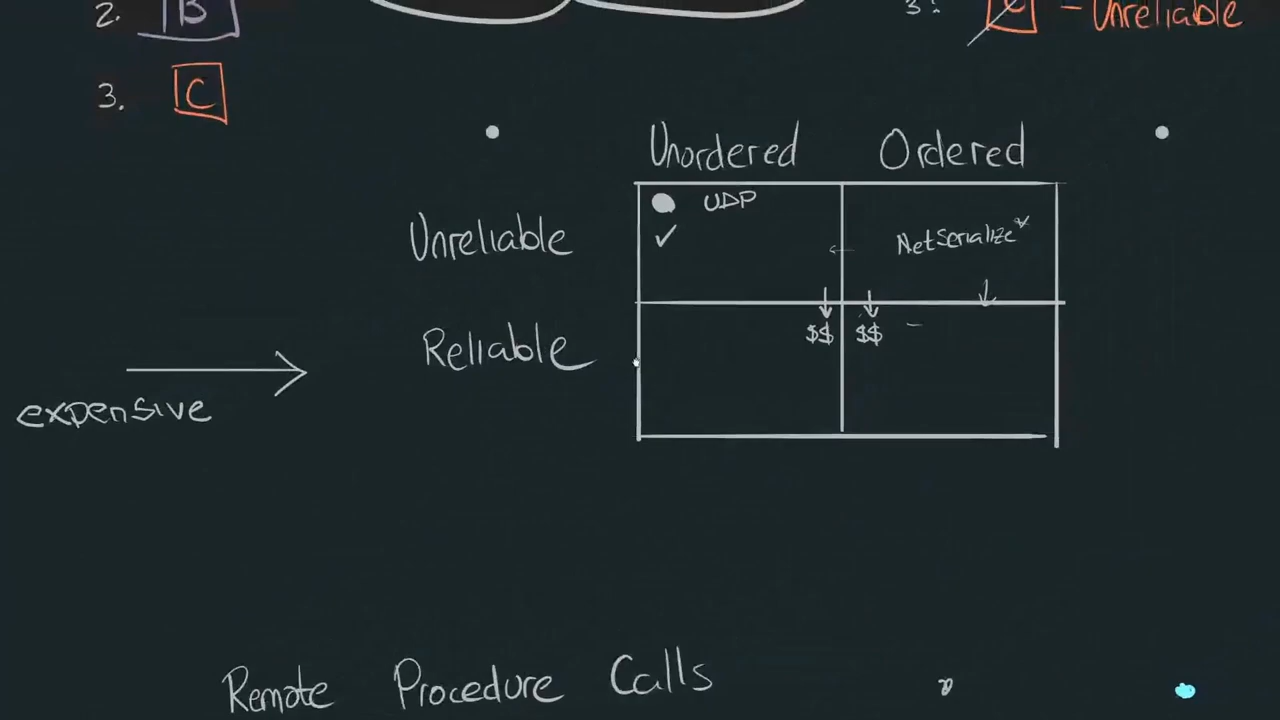 2. B
3: C - Unreliable
3. C
Unordered Ordered
UDP
Unreliable ✓ NetSerialize*
Reliable $$ $$
expensive
Remote Procedure Calls